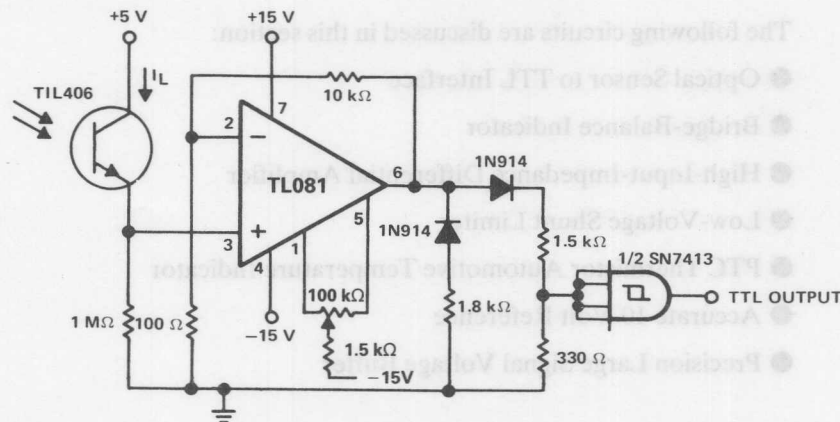 The following circuits are discussed in this section:
Optical Sensor to TTL Interface
Bridge-Balance Indicator
High-Input-Impedance Differential Amplifier
Low-Voltage Shunt Limiter
PTC Thermistor Automotive Temperature Indicator
Accurate 10-Volt Reference
Precision Large Signal Voltage Buffer
+5 V
+15 V
IL
TIL406
10 kΩ
7
2
−
TL081
6
1N914
3
+
1
5
4
1N914
1.5 kΩ
1/2 SN7413
TTL OUTPUT
100 kΩ
1 MΩ
100 Ω
−15 V
1.5 kΩ
−15V
1.8 kΩ
330 Ω